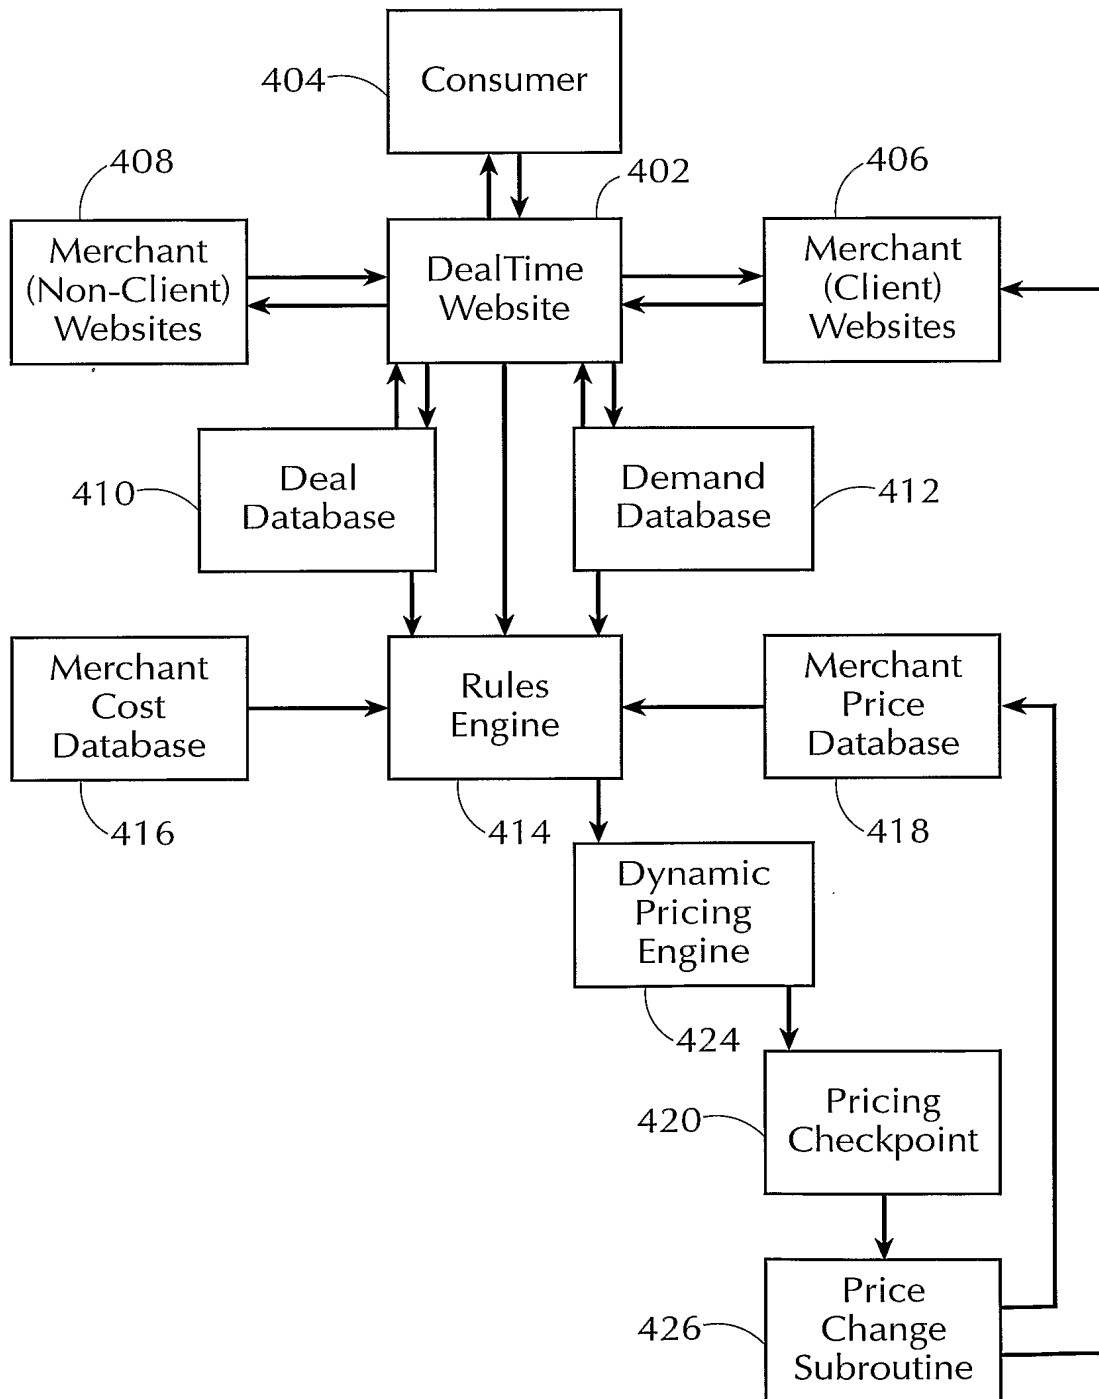 Consumer
404
408
402
406
Merchant
(Non-Client)
Websites
DealTime
Website
Merchant
(Client)
Websites
410
Deal
Database
Demand
Database
412
Merchant
Cost
Database
Rules
Engine
Merchant
Price
Database
416
414
418
Dynamic
Pricing
Engine
424
420
Pricing
Checkpoint
426
Price
Change
Subroutine